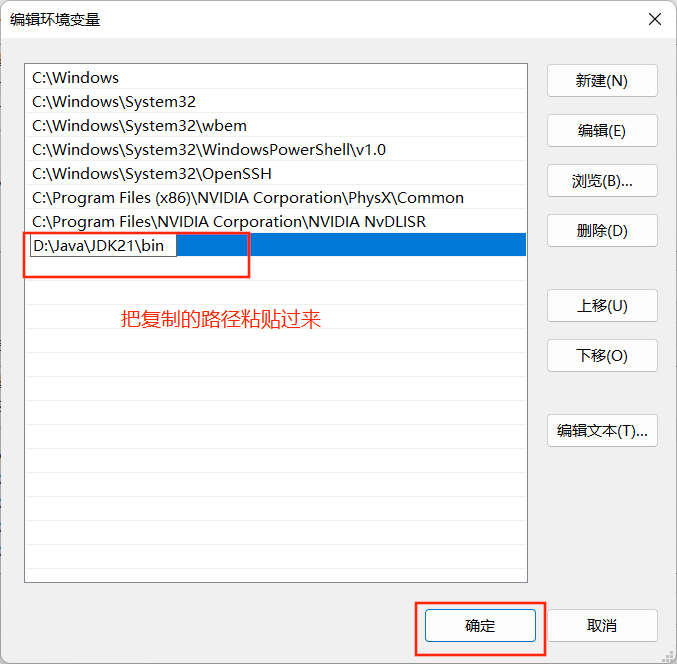 编辑环境变量
C:\Windows
C:\Windows\System32
C:\Windows\System32\wbem
C:\Windows\System32\WindowsPowerShell\v1.0
C:\Windows\System32\OpenSSH
C:\Program Files (x86)\NVIDIA Corporation\PhysX\Common
C:\Program Files\NVIDIA Corporation\NVIDIA NvDLISR
D:\Java\JDK21\bin
把复制的路径粘贴过来
新建(N)
编辑(E)
浏览(B)...
删除(D)
上移(U)
下移(O)
编辑文本(T)...
确定
取消